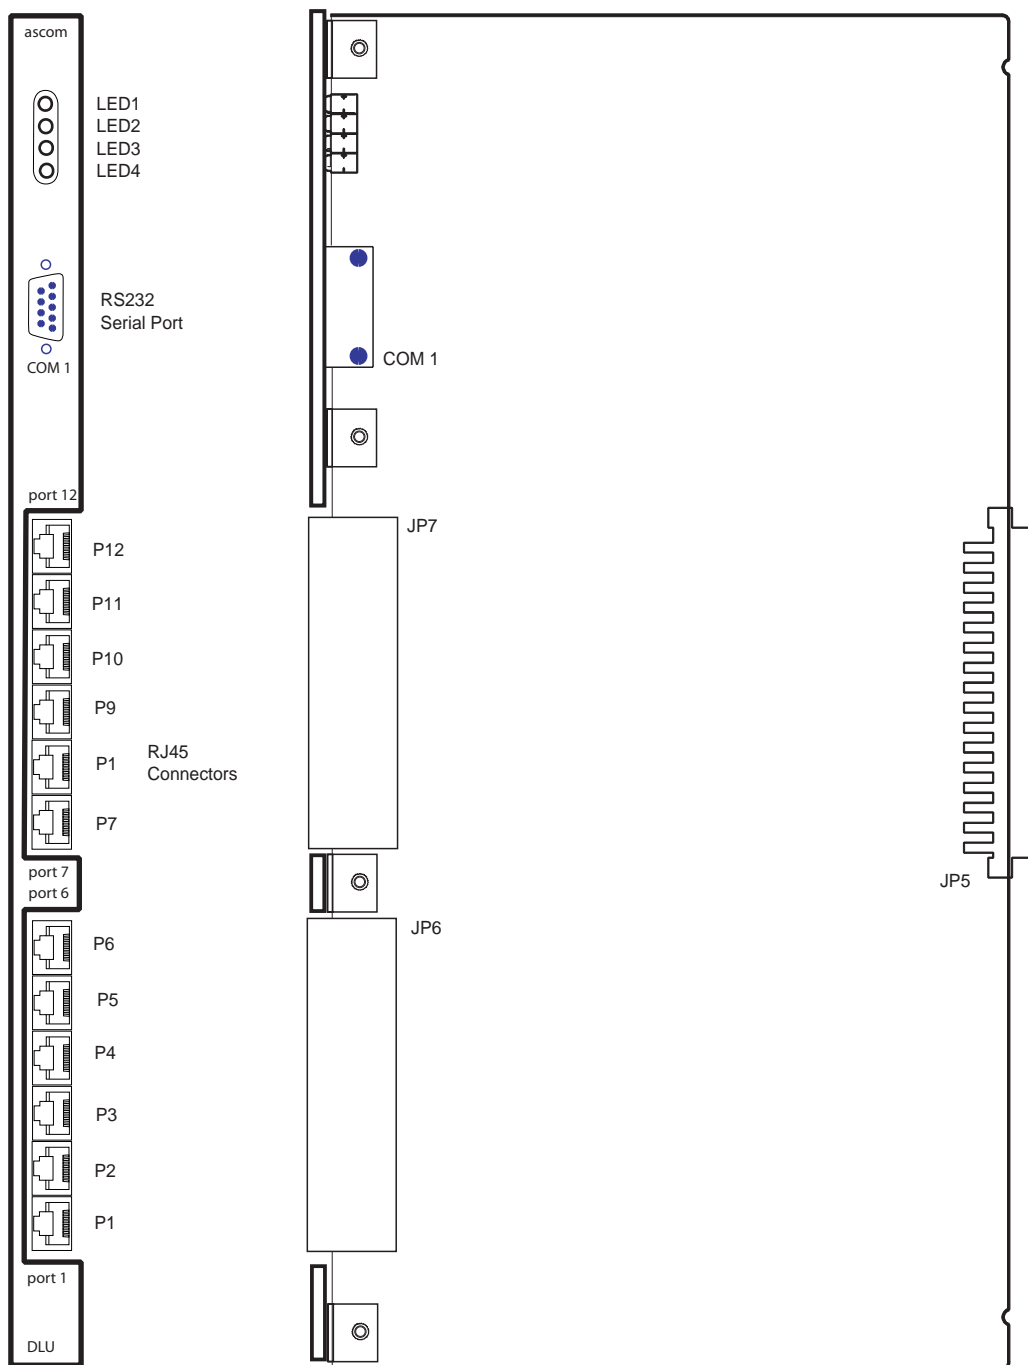 ascom
LED1
LED2
LED3
LED4
RS232
Serial Port
COM 1
COM 1
port 12
JP7
P12
P11
P10
P9
P1
RJ45
Connectors
P7
port 7
port 6
JP5
JP6
P6
P5
P4
P3
P2
P1
port 1
DLU